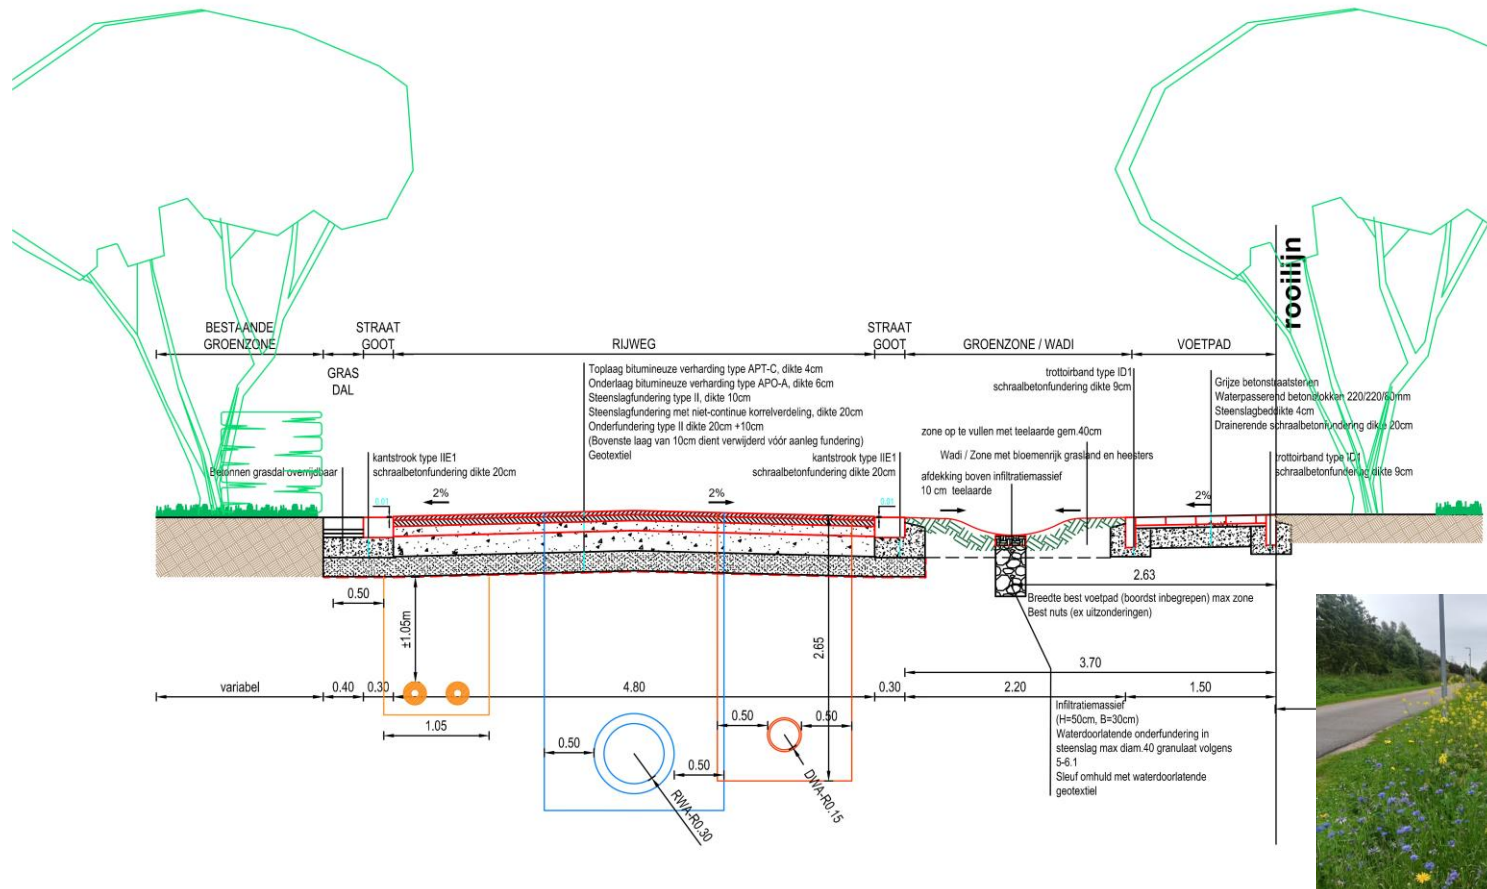 rooilijn
BESTAANDE
GROENZONE
STRAAT
GOOT
RIJWEG
STRAAT
GOOT
GROENZONE / WADI
VOETPAD
GRAS
DAL
Toplaag bitumineuze verharding type APT-C, dikte 4cm
Onderlaag bitumineuze verharding type APO-A, dikte 6cm
Steenslagfundering type II, dikte 10cm
Steenslagfundering met niet-continue korrelverdeling, dikte 20cm
Onderfundering type II dikte 20cm +10cm
(Bovenste laag van 10cm dient verwijderd vóór aanleg fundering)
Geotextiel
trottoirband type ID1
schraalbetonfundering dikte 9cm
Grijze betonstraatstenen
Waterpasserend betonblokken 220/220/80mm
Steenslagbeddikte 4cm
Drainerende schraalbetonfundering dikte 20cm
zone op te vullen met teelaarde gem.40cm
Wadi / Zone met bloemenrijk grasland en heesters
afdekking boven infiltratiemassief
10 cm teelaarde
Betonnen grasdal overrijdbaar
kantstrook type IIE1
schraalbetonfundering dikte 20cm
kantstrook type IIE1
schraalbetonfundering dikte 20cm
trottoirband type ID1
schraalbetonfundering dikte 9cm
0.01
2%
2%
0.01
2%
0.50
±1.05m
2.65
2.63
Breedte best voetpad (boordst inbegrepen) max zone
Best nuts (ex uitzonderingen)
3.70
variabel
0.40
0.30
4.80
0.30
2.20
1.50
1.05
0.50
0.50
0.50
0.50
RWA-R0.30
DWA-R0.15
Infiltratiemassief
(H=50cm, B=30cm)
Waterdoorlatende onderfundering in
steenslag max diam.40 granulaat volgens
5-6.1
Sleuf omhuld met waterdoorlatende
geotextiel